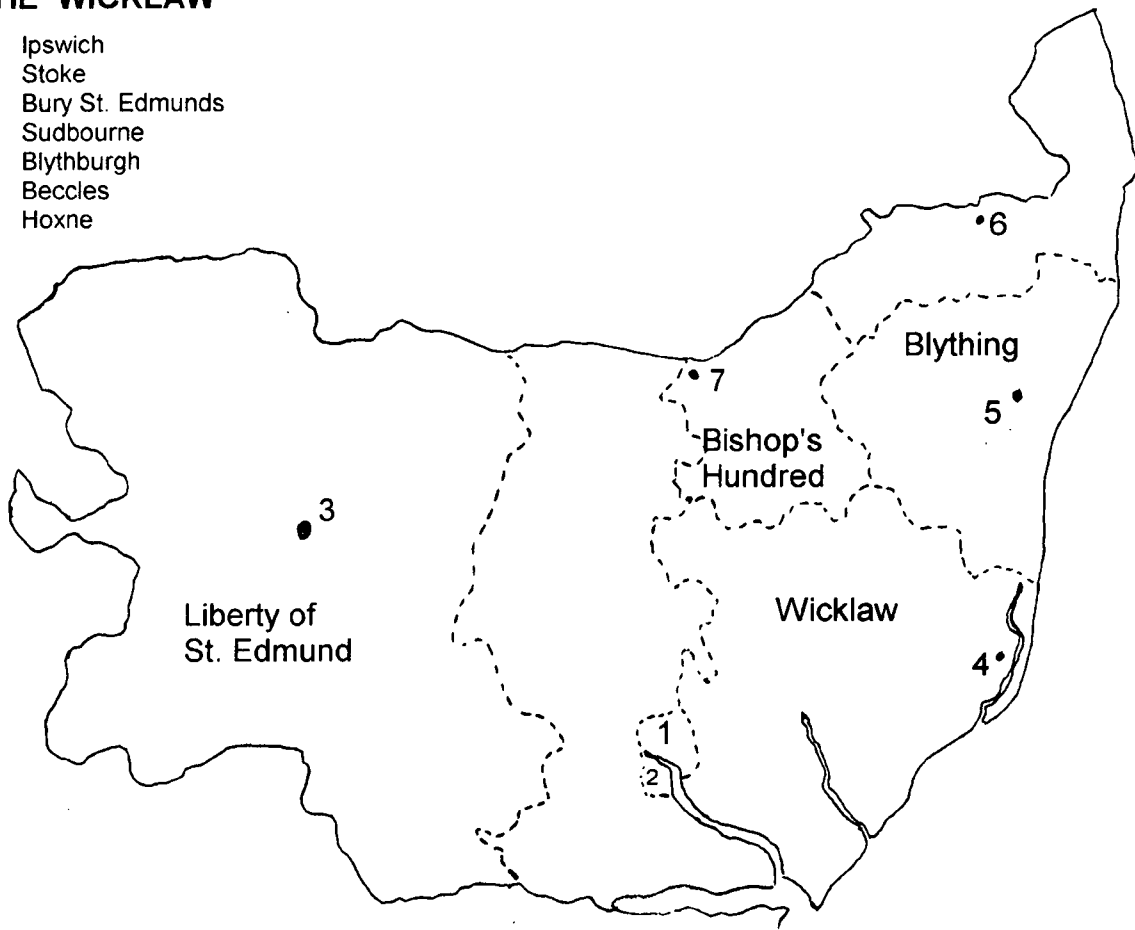 THE WICKLAW
Ipswich
Stoke
Bury St. Edmunds
Sudbourne
Blythburgh
Beccles
Hoxne
6
Blything
7
5
Bishop's
Hundred
3
Wicklaw
Liberty of
St. Edmund
4
1
2